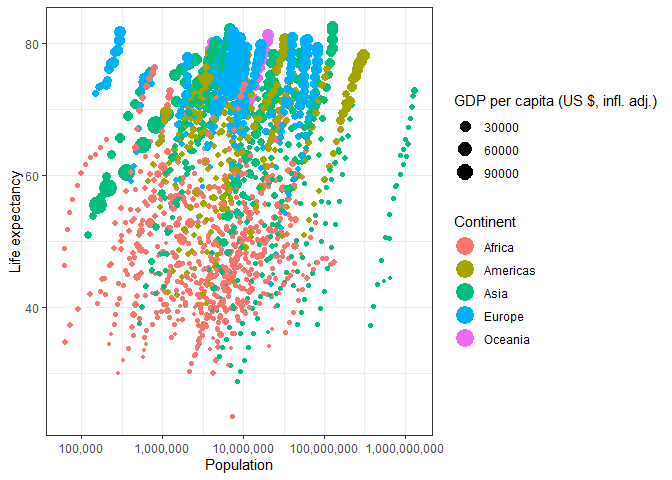 80
60
40
Life expectancy
100,000
1,000,000
10,000,000
100,000,000
1,000,000,000
Population
GDP per capita (US $, infl. adj.)
30000
60000
90000
Continent
Africa
Americas
Asia
Europe
Oceania